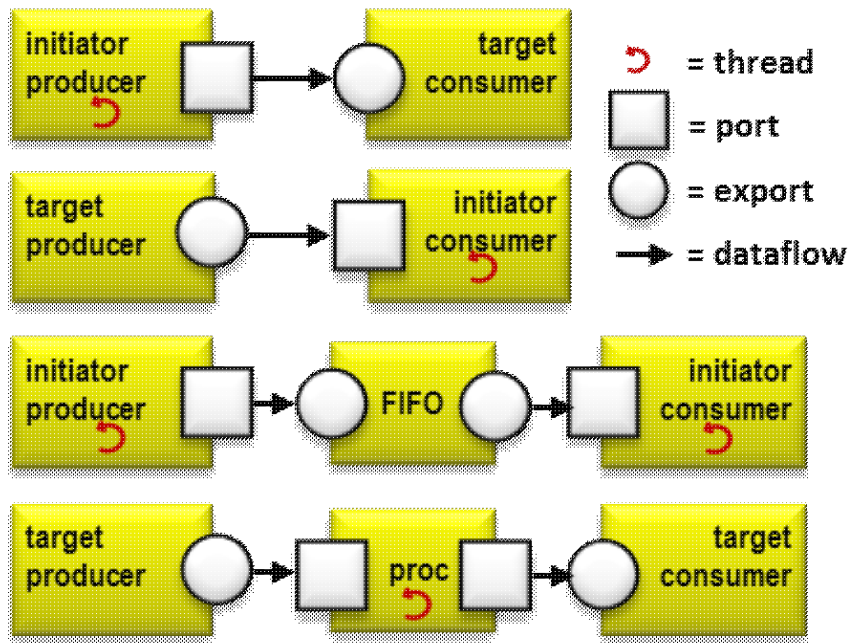 initiator
producer
target
consumer
= thread
= port
= export
= dataflow
target
producer
initiator
consumer
initiator
producer
FIFO
initiator
consumer
target
producer
proc
target
consumer